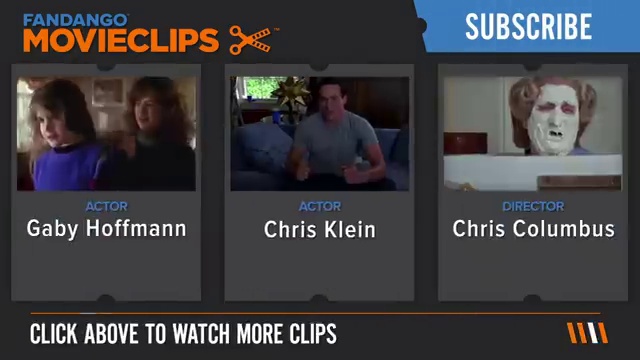 FANDANGO
MOVIECLIPS
SUBSCRIBE
ACTOR
Gaby Hoffmann
ACTOR
Chris Klein
DIRECTOR
Chris Columbus
CLICK ABOVE TO WATCH MORE CLIPS